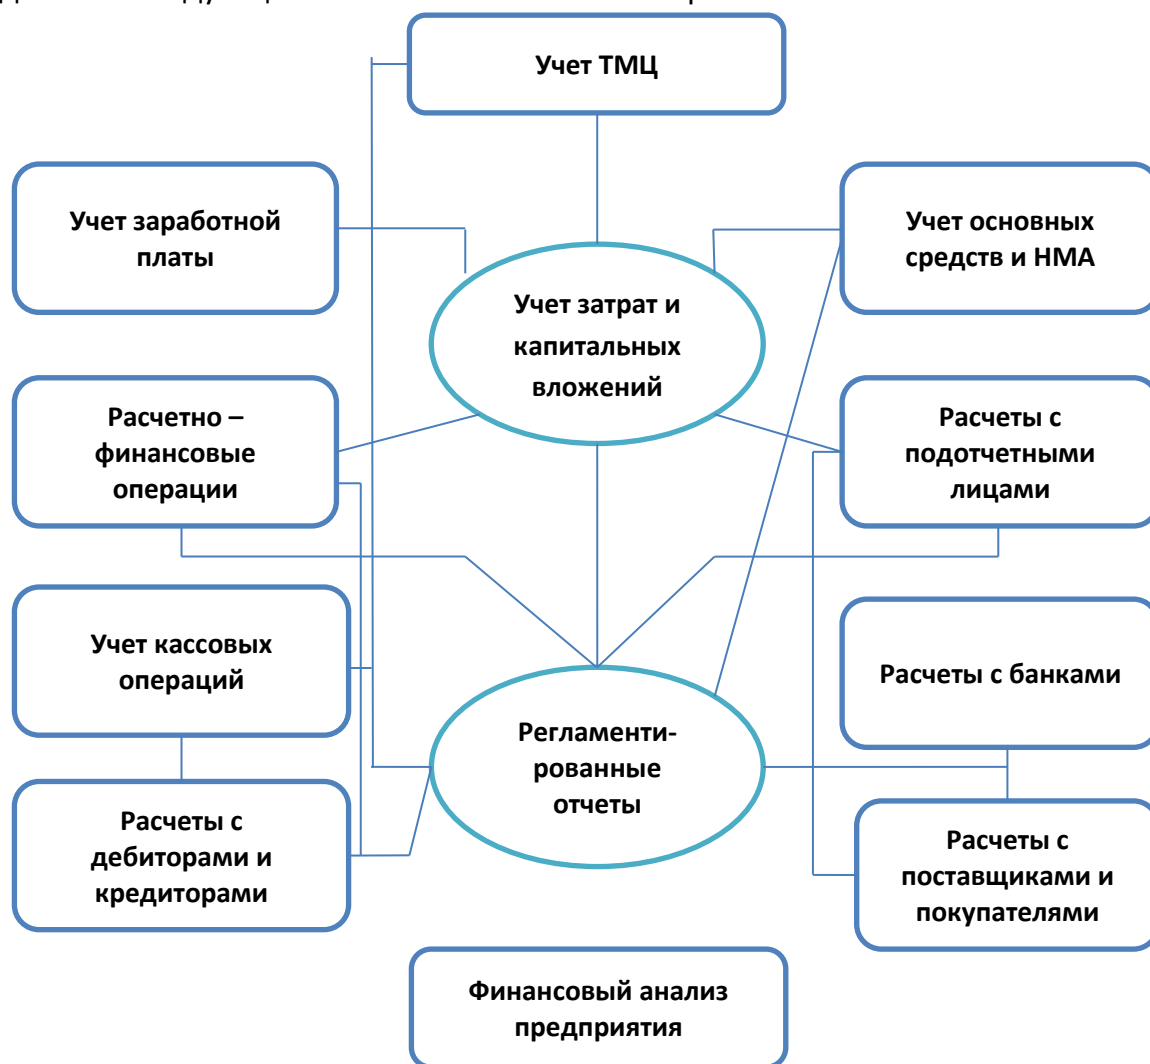 Учет ТМЦ
Учет заработной
платы
Учет основных
средств и НМА
Учет затрат и
капитальных
вложений
Расчетно –
финансовые
операции
Расчеты с
подотчетными
лицами
Учет кассовых
операций
Расчеты с банками
Регламенти-
рованные
отчеты
Расчеты с
дебиторами и
кредиторами
Расчеты с
поставщиками и
покупателями
Финансовый анализ
предприятия